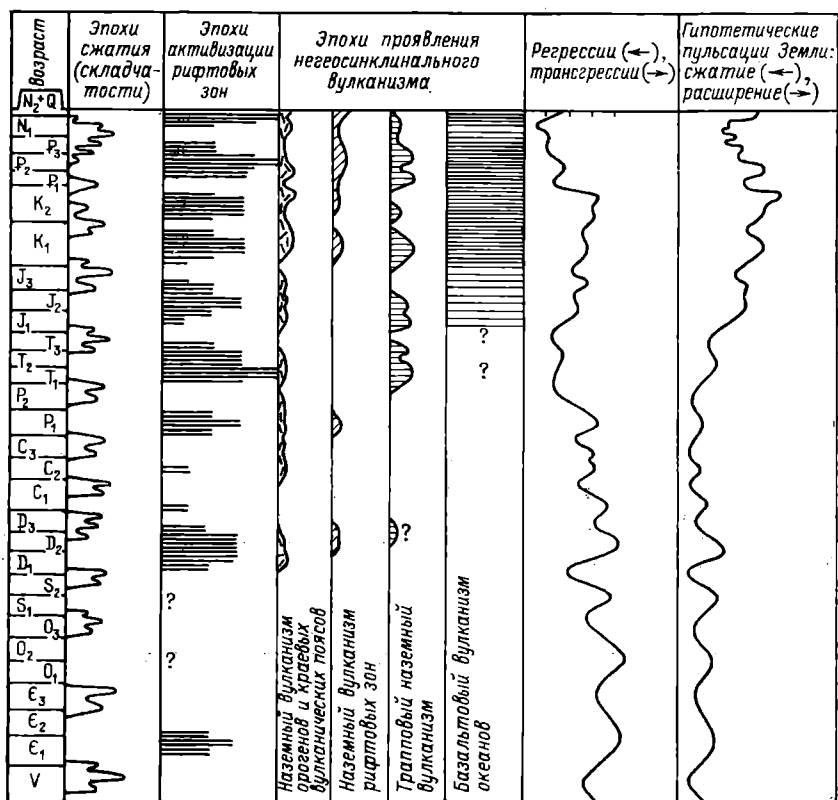 Возраст
Эпохи
сжатия
(складча-
тости)
Эпохи
активизации
рифтовых
зон
Эпохи проявления
негеосинклинального
вулканизма
Регрессии (←),
трансгрессии(→)
Гипотетические
пульсации Земли:
сжатие (←),
расширение(→)
N₂+Q
N₁
P₃
P₂
P₁
K₂
K₁
J₃
J₂
J₁
T₃
T₂
T₁
P₂
P₁
C₃
C₂
C₁
D₃
D₂
D₁
S₂
S₁
O₃
O₂
O₁
Є₃
Є₂
Є₁
V
?
?
?
?
?
Наземный вулканизм
орогенов и краевых
вулканических поясов
Наземный вулканизм
рифтовых зон
Трапповый наземный
вулканизм
Базальтовый вулканизм
океанов